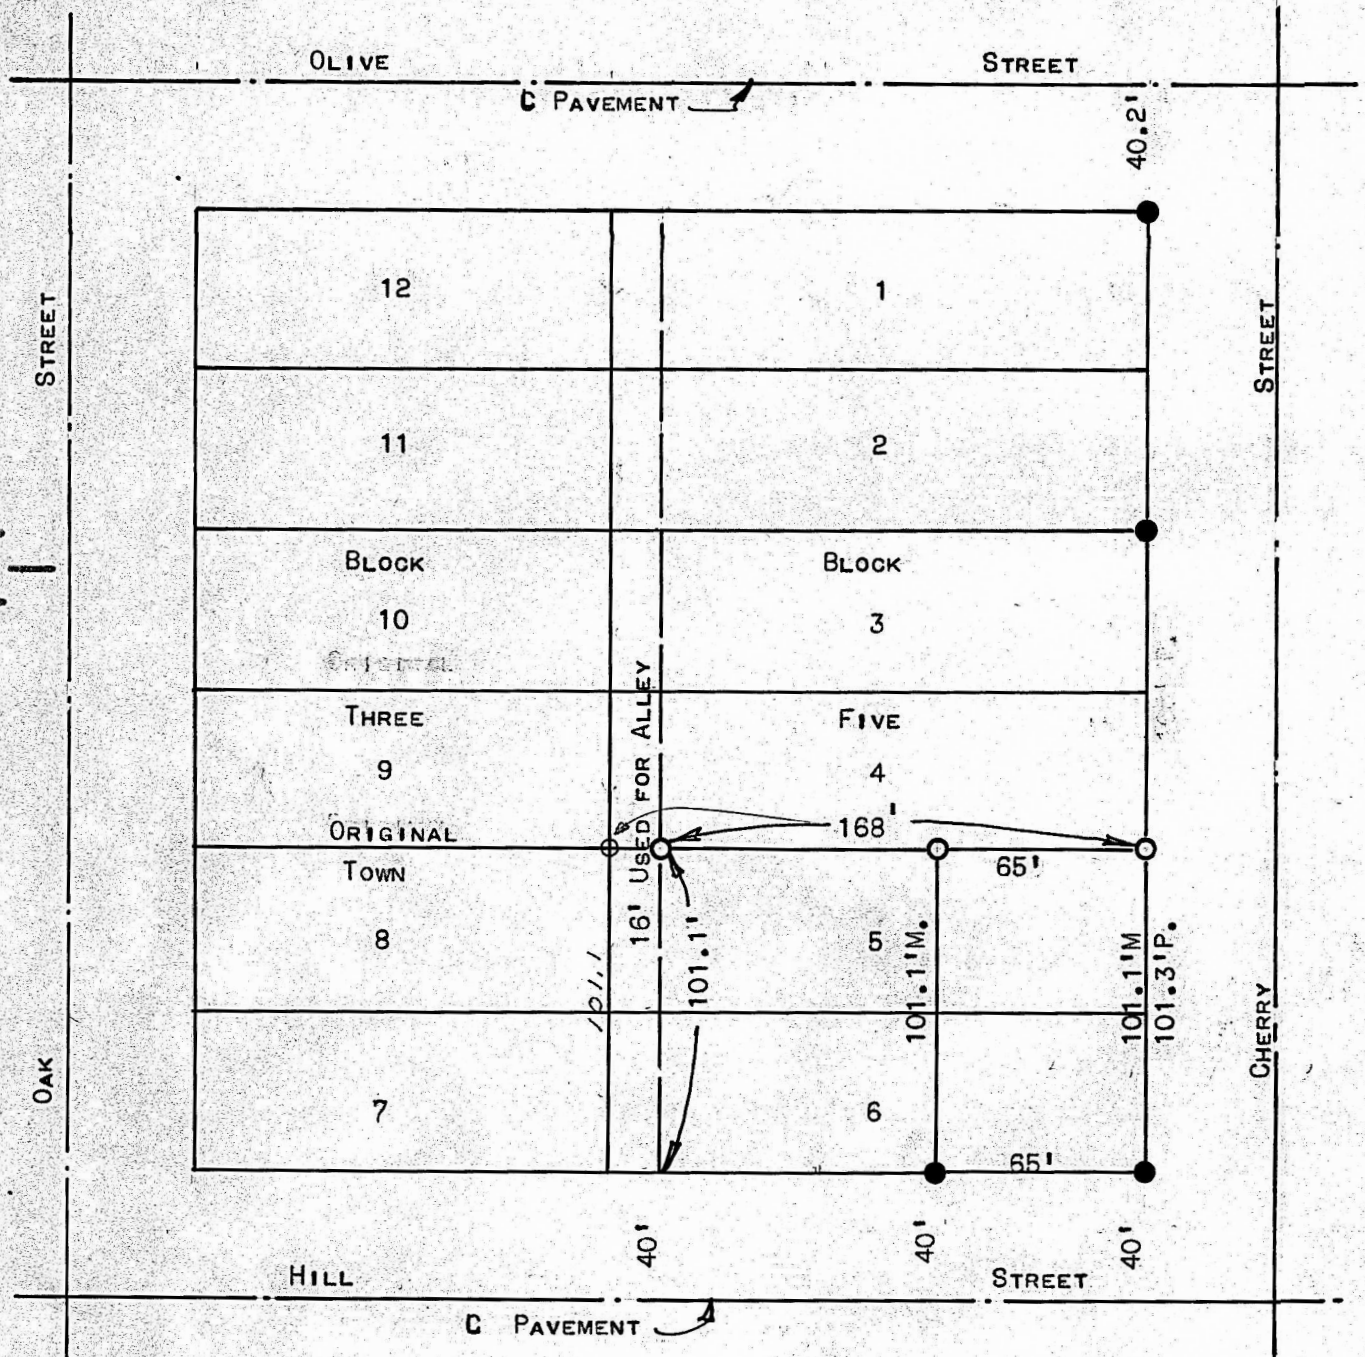 OLIVE STREET
C PAVEMENT
40.2'
STREET
STREET
12
1
11
2
BLOCK
BLOCK
10
3
THREE
FIVE
9
4
168'
ORIGINAL
TOWN
65'
16' USED FOR ALLEY
8
5
101.1
101.1'
101.1'M.
101.1'M
101.3'P.
OAK
CHERRY
7
6
65'
40'
40'
40'
HILL STREET
C PAVEMENT